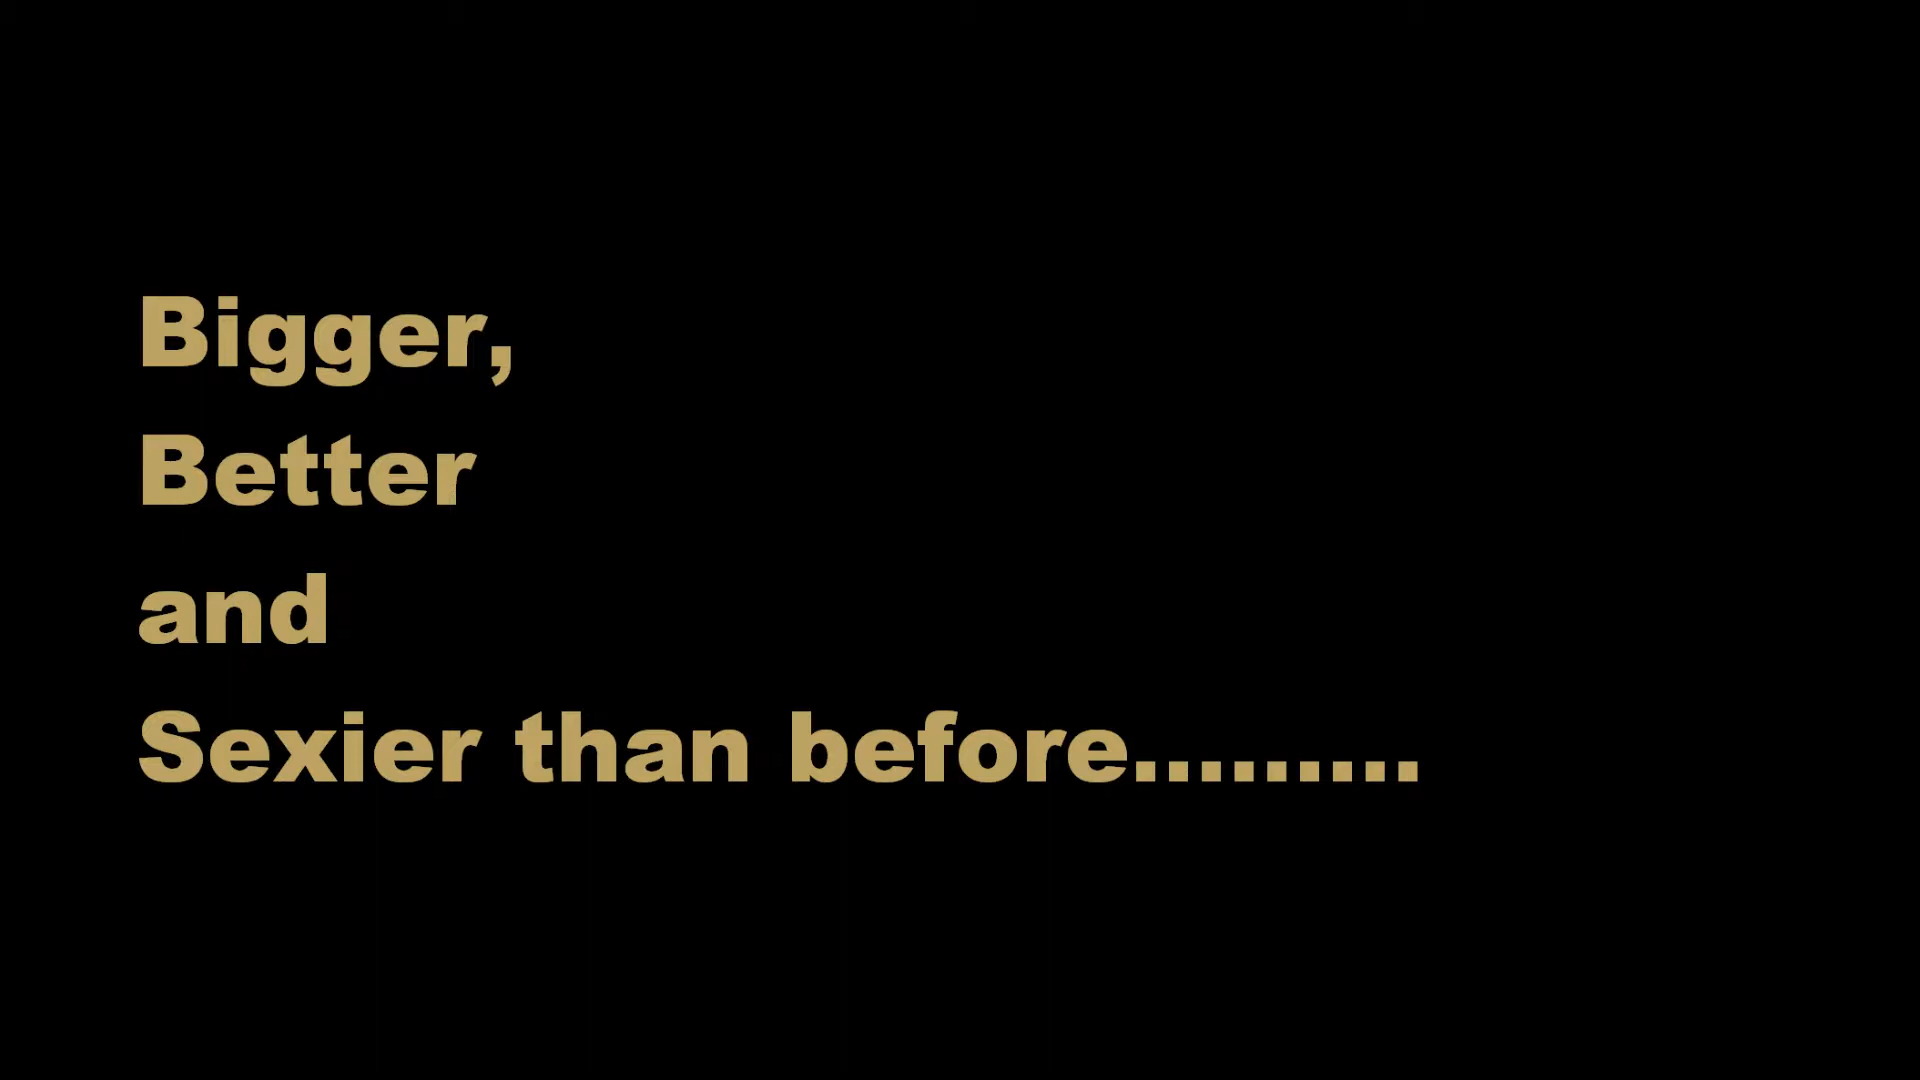 Bigger,
Better
and
Sexier than before.........